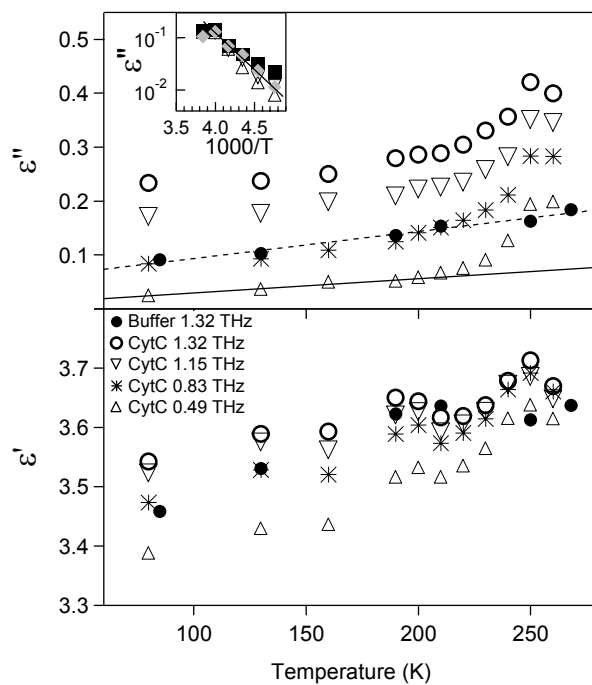 0.5
0.4
0.3
0.2
0.1
ε''
10⁻¹
10⁻²
ε''
3.5 4.0 4.5
1000/T
Buffer 1.32 THz
CytC 1.32 THz
CytC 1.15 THz
CytC 0.83 THz
CytC 0.49 THz
3.7
3.6
3.5
3.4
3.3
ε'
100 150 200 250
Temperature (K)